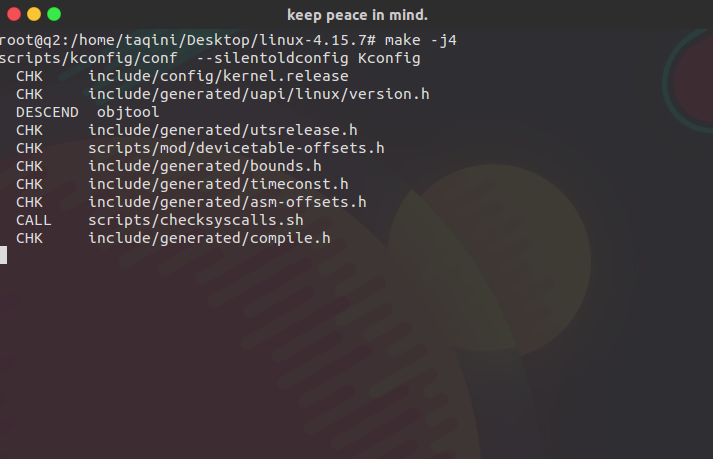 keep peace in mind.
root@q2:/home/taqini/Desktop/linux-4.15.7# make -j4
scripts/kconfig/conf  --silentoldconfig Kconfig
  CHK     include/config/kernel.release
  CHK     include/generated/uapi/linux/version.h
  DESCEND  objtool
  CHK     include/generated/utsrelease.h
  CHK     scripts/mod/devicetable-offsets.h
  CHK     include/generated/bounds.h
  CHK     include/generated/timeconst.h
  CHK     include/generated/asm-offsets.h
  CALL    scripts/checksyscalls.sh
  CHK     include/generated/compile.h